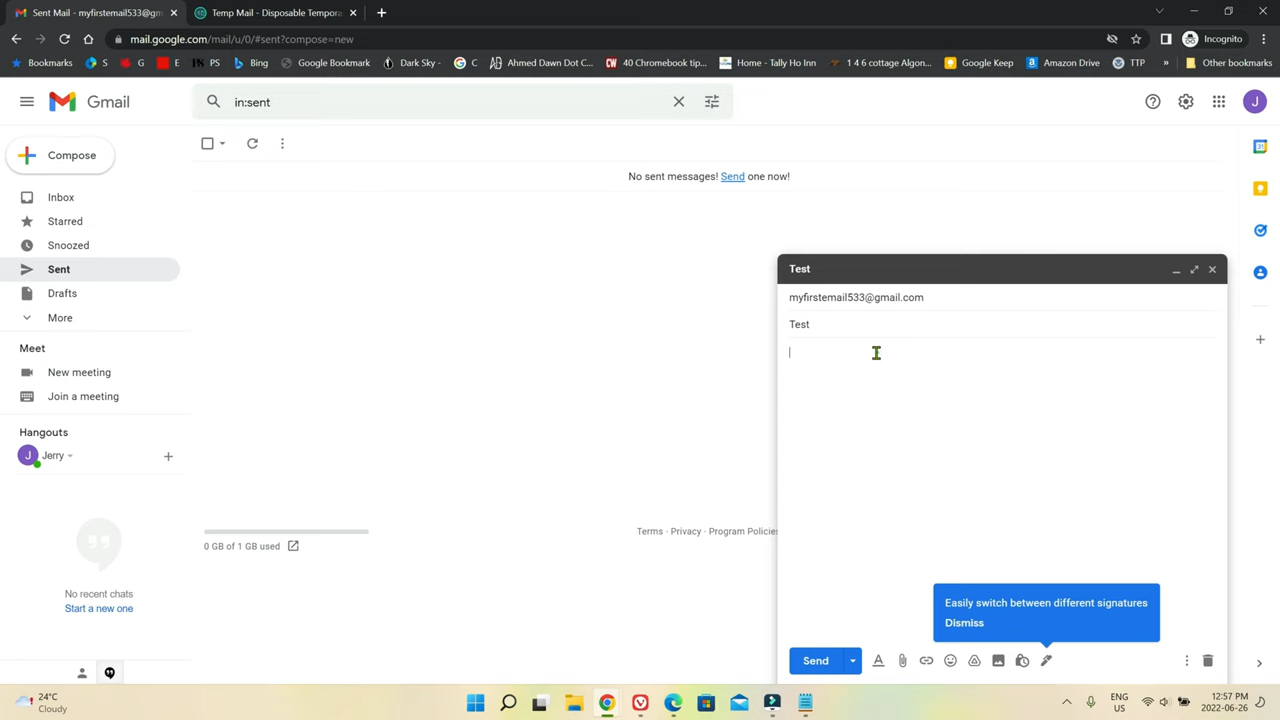 Sent Mail - myfirstemail533@gm
Temp Mail - Disposable Tempora
mail.google.com/mail/u/0/#sent?compose=new
Incognito
Bookmarks
S
G
E
PS
Bing
Google Bookmark
Dark Sky -
C
Ahmed Dawn Dot C...
CW
40 Chromebook tip...
Home - Tally Ho Inn
1 4 6 cottage Algon...
Google Keep
Amazon Drive
TTP
»
Other bookmarks
Gmail
in:sent
J
Compose
No sent messages! Send one now!
Inbox
Starred
Snoozed
Sent
Drafts
More
Meet
New meeting
Join a meeting
Hangouts
J
Jerry
No recent chats
Start a new one
0 GB of 1 GB used
Terms · Privacy · Program Policies
Test
myfirstemail533@gmail.com
Test
Easily switch between different signatures
Dismiss
Send
24°C
Cloudy
ENG
US
12:57 PM
2022-06-26